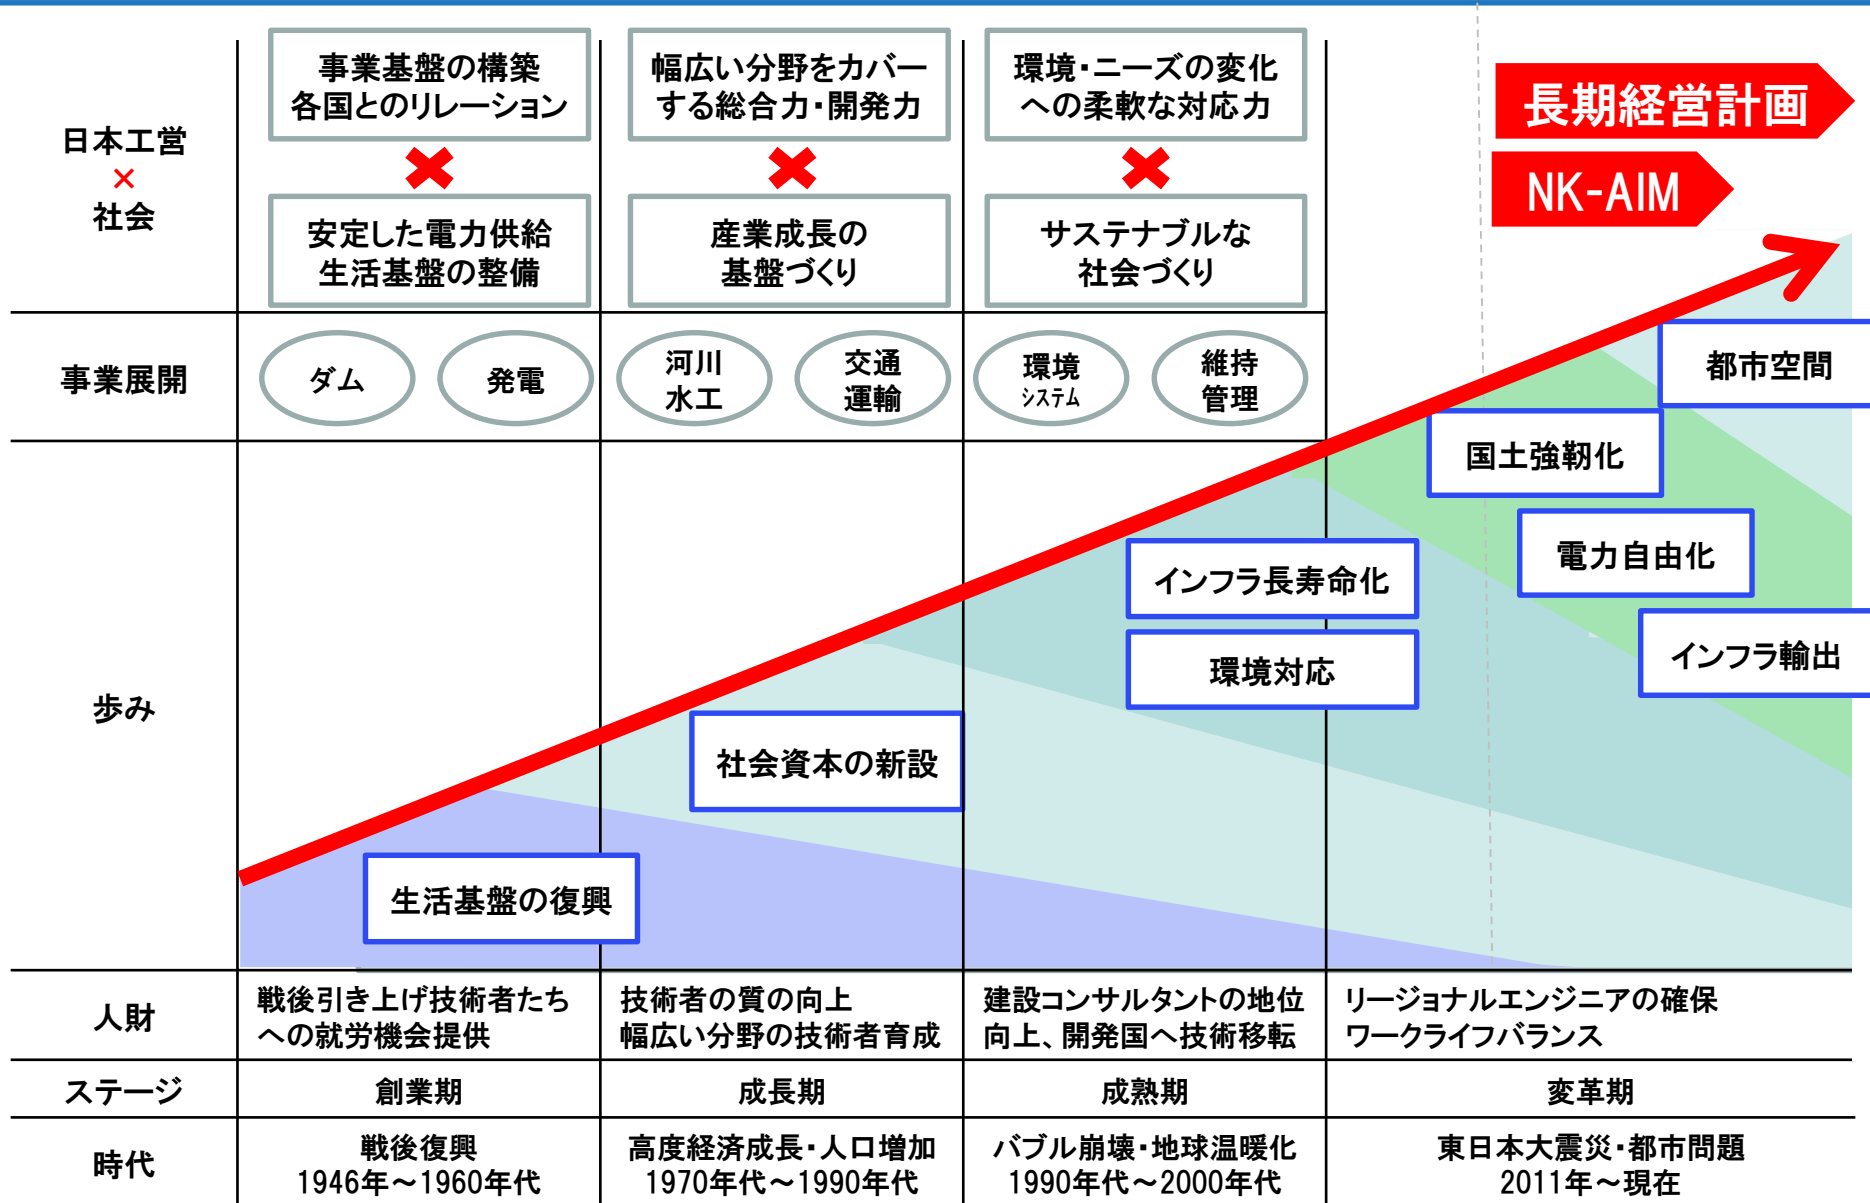 日本工営
×
社会
事業基盤の構築
各国とのリレーション
安定した電力供給
生活基盤の整備
幅広い分野をカバー
する総合力・開発力
産業成長の
基盤づくり
環境・ニーズの変化
への柔軟な対応力
サステナブルな
社会づくり
長期経営計画
NK-AIM
事業展開
ダム
発電
河川
水工
交通
運輸
環境
システム
維持
管理
歩み
都市空間
国土強靭化
電力自由化
インフラ輸出
インフラ長寿命化
環境対応
社会資本の新設
生活基盤の復興
人財
戦後引き上げ技術者たち
への就労機会提供
技術者の質の向上
幅広い分野の技術者育成
建設コンサルタントの地位
向上、開発国へ技術移転
リージョナルエンジニアの確保
ワークライフバランス
ステージ
創業期
成長期
成熟期
変革期
時代
戦後復興
1946年～1960年代
高度経済成長・人口増加
1970年代～1990年代
バブル崩壊・地球温暖化
1990年代～2000年代
東日本大震災・都市問題
2011年～現在